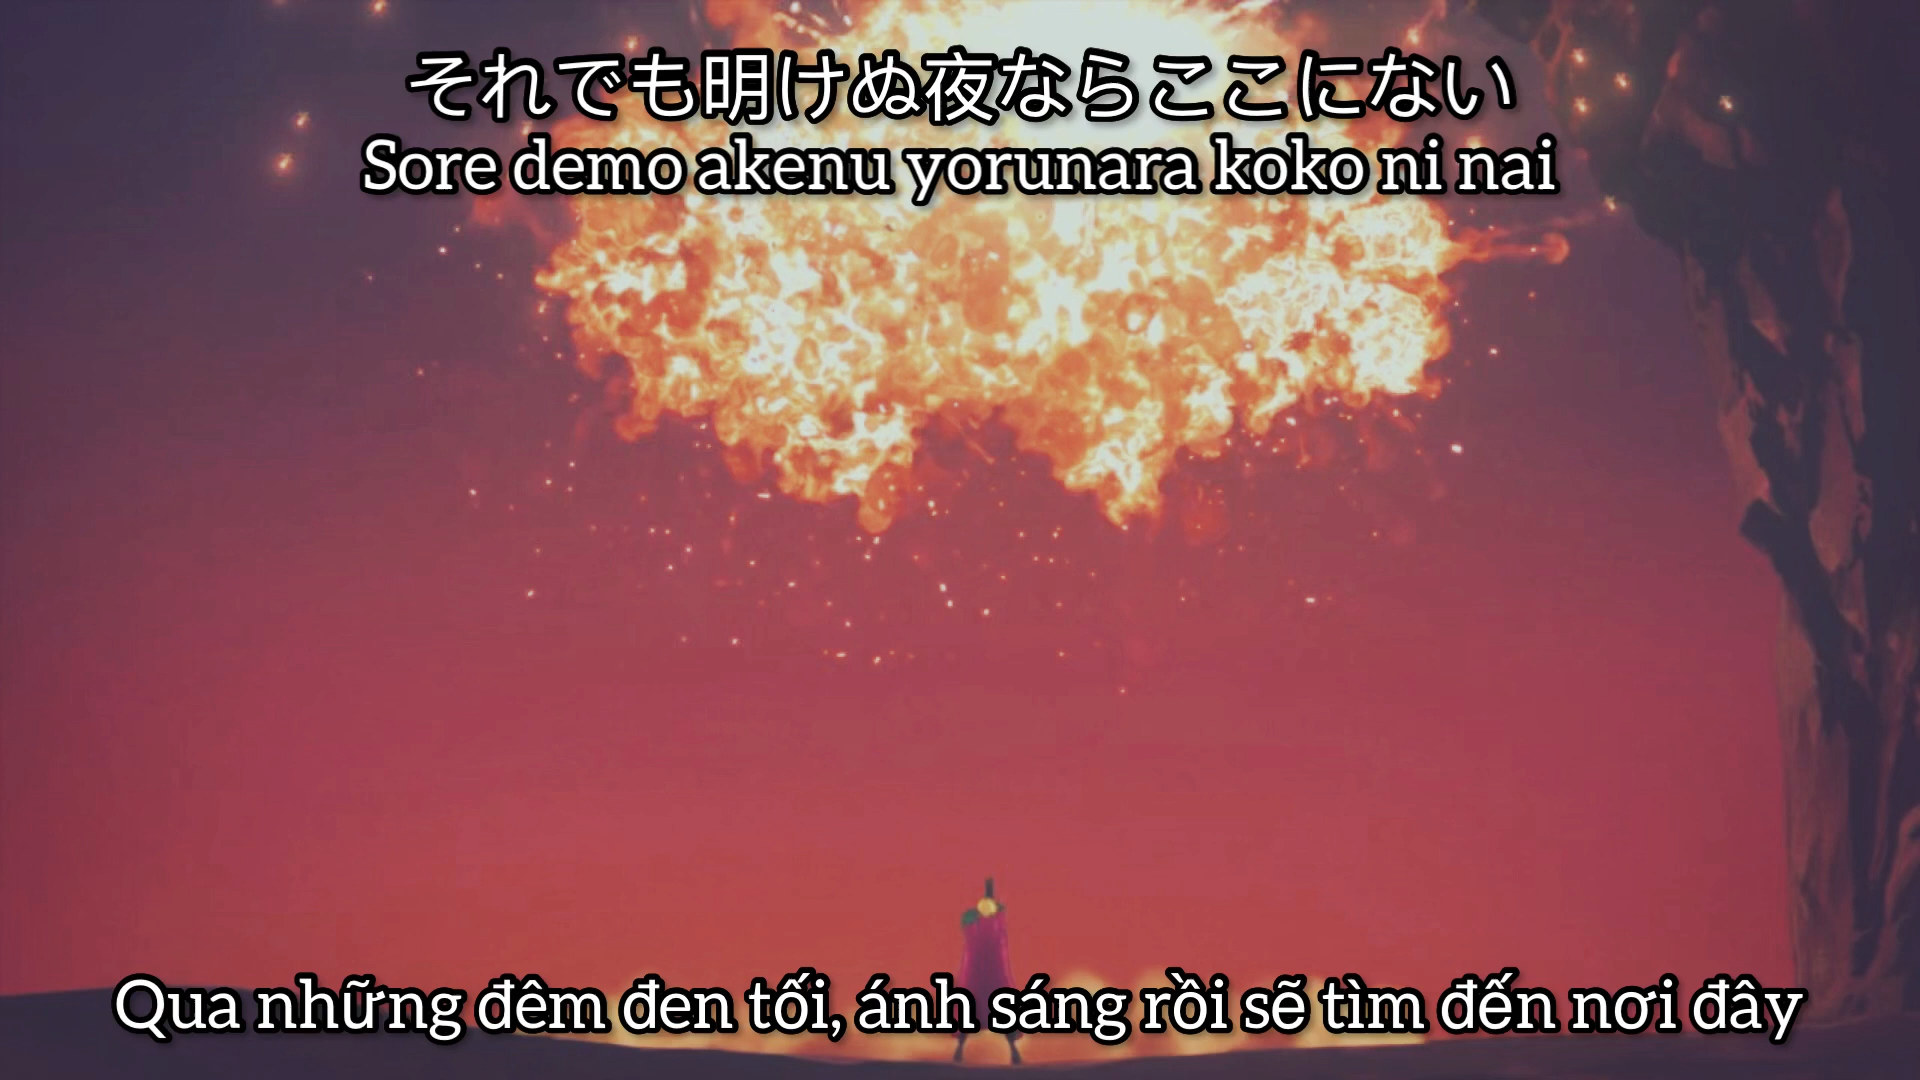 それでも明けぬ夜ならここにない
Sore demo akenu yorunara koko ni nai
Qua những đêm đen tối, ánh sáng rồi sẽ tìm đến nơi đây